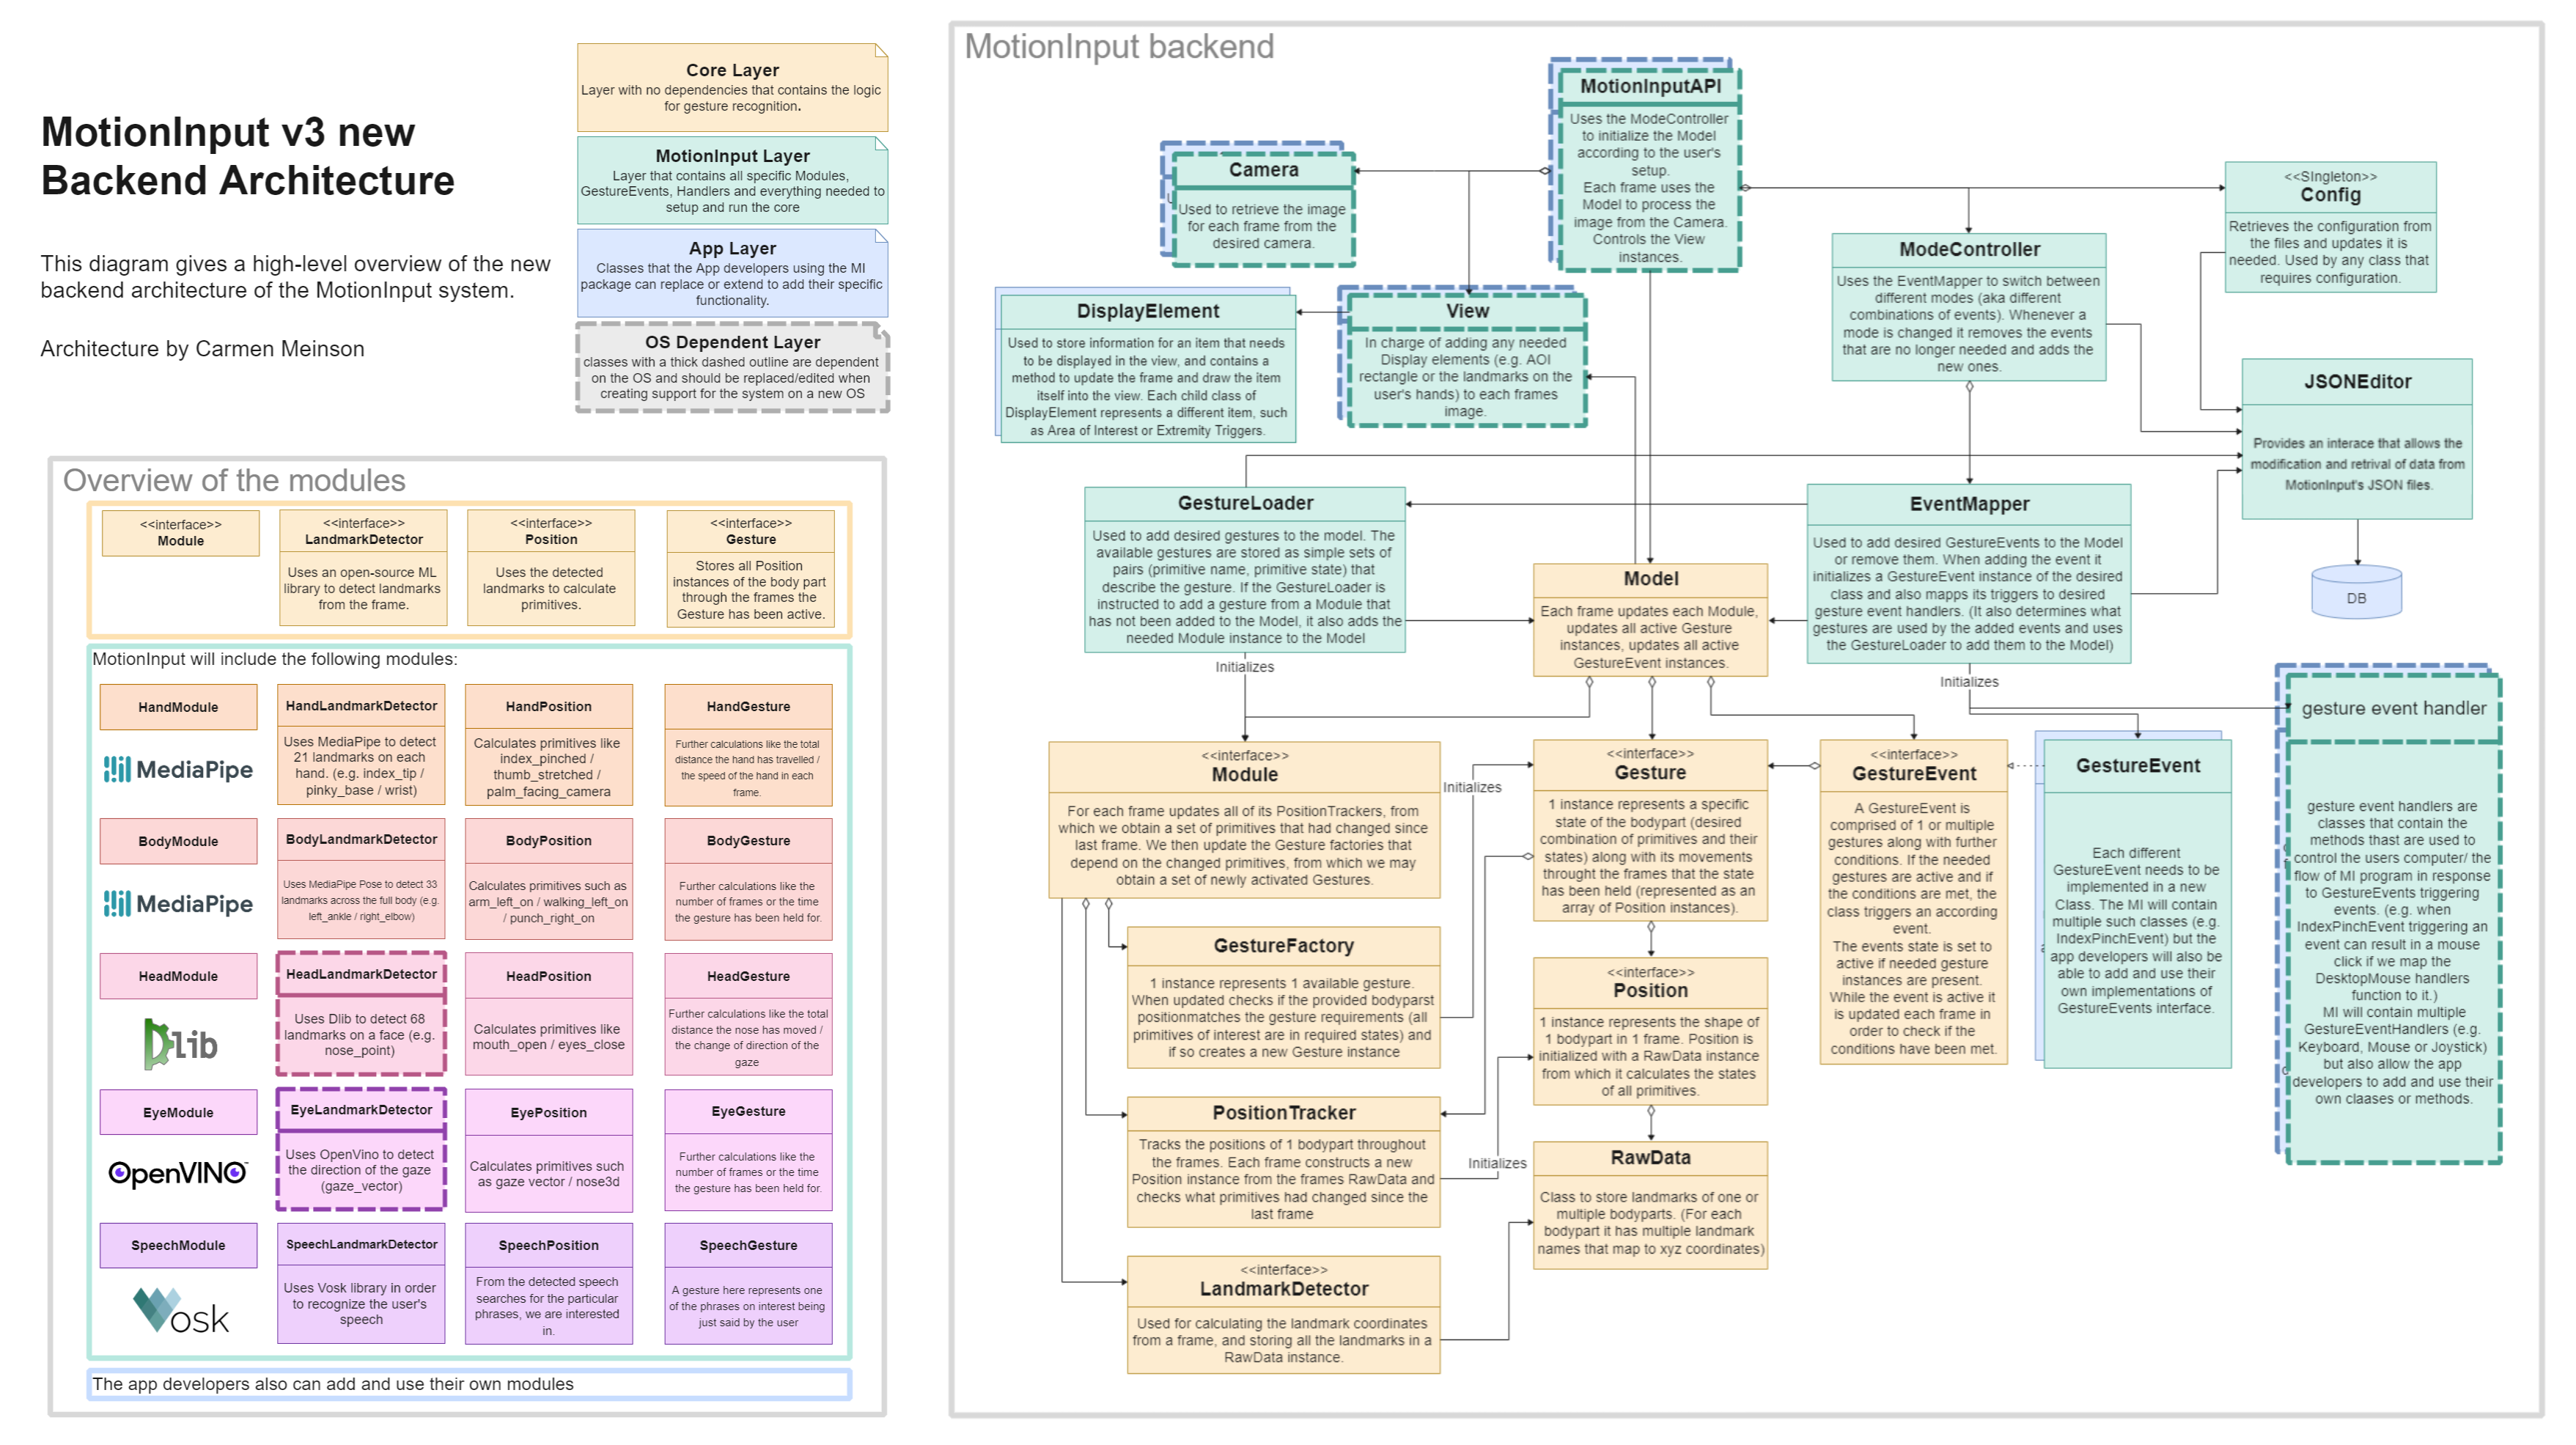 MotionInput v3 new
Backend Architecture
This diagram gives a high-level overview of the new
backend architecture of the MotionInput system.
Architecture by Carmen Meinson
Core Layer
Layer with no dependencies that contains the logic
for gesture recognition.
MotionInput Layer
Layer that contains all specific Modules,
GestureEvents, Handlers and everything needed to
setup and run the core
App Layer
Classes that the App developers using the MI
package can replace or extend to add their specific
functionality.
OS Dependent Layer
classes with a thick dashed outline are dependent
on the OS and should be replaced/edited when
creating support for the system on a new OS
Overview of the modules
<<interface>>
Module
<<interface>>
LandmarkDetector
Uses an open-source ML
library to detect landmarks
from the frame.
<<interface>>
Position
Uses the detected
landmarks to calculate
primitives.
<<interface>>
Gesture
Stores all Position
instances of the body part
through the frames the
Gesture has been active.
MotionInput will include the following modules:
HandModule
MediaPipe
HandLandmarkDetector
Uses MediaPipe to detect
21 landmarks on each
hand. (e.g. index_tip /
pinky_base / wrist)
HandPosition
Calculates primitives like
index_pinched /
thumb_stretched /
palm_facing_camera
HandGesture
Further calculations like the total
distance the hand has travelled /
the speed of the hand in each
frame.
BodyModule
MediaPipe
BodyLandmarkDetector
Uses MediaPipe Pose to detect 33
landmarks across the full body (e.g.
left_ankle / right_elbow)
BodyPosition
Calculates primitives such as
arm_left_on / walking_left_on
/ punch_right_on
BodyGesture
Further calculations like the
number of frames or the time
the gesture has been held for.
HeadModule
Dlib
HeadLandmarkDetector
Uses Dlib to detect 68
landmarks on a face (e.g.
nose_point)
HeadPosition
Calculates primitives like
mouth_open / eyes_close
HeadGesture
Further calculations like the total
distance the nose has moved /
the change of direction of the
gaze
EyeModule
OpenVINO
EyeLandmarkDetector
Uses OpenVino to detect
the direction of the gaze
(gaze_vector)
EyePosition
Calculates primitives such
as gaze vector / nose3d
EyeGesture
Further calculations like the
number of frames or the time
the gesture has been held for.
SpeechModule
Vosk
SpeechLandmarkDetector
Uses Vosk library in order
to recognize the user's
speech
SpeechPosition
From the detected speech
searches for the particular
phrases, we are interested
in.
SpeechGesture
A gesture here represents one
of the phrases on interest being
just said by the user
The app developers also can add and use their own modules
MotionInput backend
MotionInputAPI
Uses the ModeController
to initialize the Model
according to the user's
setup.
Each frame uses the
Model to process the
image from the Camera.
Controls the View
instances.
Camera
Used to retrieve the image
for each frame from the
desired camera.
<<SIngleton>>
Config
Retrieves the configuration from
the files and updates it is
needed. Used by any class that
requires configuration.
ModeController
Uses the EventMapper to switch between
different modes (aka different
combinations of events). Whenever a
mode is changed it removes the events
that are no longer needed and adds the
new ones.
DisplayElement
Used to store information for an item that needs
to be displayed in the view, and contains a
method to update the frame and draw the item
itself into the view. Each child class of
DisplayElement represents a different item, such
as Area of Interest or Extremity Triggers.
View
In charge of adding any needed
Display elements (e.g. AOI
rectangle or the landmarks on the
user's hands) to each frames
image.
JSONEditor
Provides an interace that allows the
modification and retrival of data from
MotionInput's JSON files.
DB
GestureLoader
Used to add desired gestures to the model. The
available gestures are stored as simple sets of
pairs (primitive name, primitive state) that
describe the gesture. If the GestureLoader is
instructed to add a gesture from a Module that
has not been added to the Model, it also adds the
needed Module instance to the Model
Initializes
Model
Each frame updates each Module,
updates all active Gesture
instances, updates all active
GestureEvent instances.
EventMapper
Used to add desired GestureEvents to the Model
or remove them. When adding the event it
initializes a GestureEvent instance of the desired
class and also mapps its triggers to desired
gesture event handlers. (It also determines what
gestures are used by the added events and uses
the GestureLoader to add them to the Model)
Initializes
<<interface>>
Module
For each frame updates all of its PositionTrackers, from
which we obtain a set of primitives that had changed since
last frame. We then update the Gesture factories that
depend on the changed primitives, from which we may
obtain a set of newly activated Gestures.
Initializes
<<interface>>
Gesture
1 instance represents a specific
state of the bodypart (desired
combination of primitives and their
states) along with its movements
throught the frames that the state
has been held (represented as an
array of Position instances).
<<interface>>
GestureEvent
A GestureEvent is
comprised of 1 or multiple
gestures along with further
conditions. If the needed
gestures are active and if
the conditions are met, the
class triggers an according
event.
The events state is set to
active if needed gesture
instances are present.
While the event is active it
is updated each frame in
order to check if the
conditions have been met.
GestureEvent
Each different
GestureEvent needs to be
implemented in a new
Class. The MI will contain
multiple such classes (e.g.
IndexPinchEvent) but the
app developers will also be
able to add and use their
own implementations of
GestureEvents interface.
gesture event handler
gesture event handlers are
classes that contain the
methods thast are used to
control the users computer/ the
flow of MI program in response
to GestureEvents triggering
events. (e.g. when
IndexPinchEvent triggering an
event can result in a mouse
click if we map the
DesktopMouse handlers
function to it.)
MI will contain multiple
GestureEventHandlers (e.g.
Keyboard, Mouse or Joystick)
but also allow the app
developers to add and use their
own claases or methods.
GestureFactory
1 instance represents 1 available gesture.
When updated checks if the provided bodyparst
positionmatches the gesture requirements (all
primitives of interest are in required states) and
if so creates a new Gesture instance
<<interface>>
Position
1 instance represents the shape of
1 bodypart in 1 frame. Position is
initialized with a RawData instance
from which it calculates the states
of all primitives.
PositionTracker
Tracks the positions of 1 bodypart throughout
the frames. Each frame constructs a new
Position instance from the frames RawData and
checks what primitives had changed since the
last frame
Initializes
RawData
Class to store landmarks of one or
multiple bodyparts. (For each
bodypart it has multiple landmark
names that map to xyz coordinates)
<<interface>>
LandmarkDetector
Used for calculating the landmark coordinates
from a frame, and storing all the landmarks in a
RawData instance.